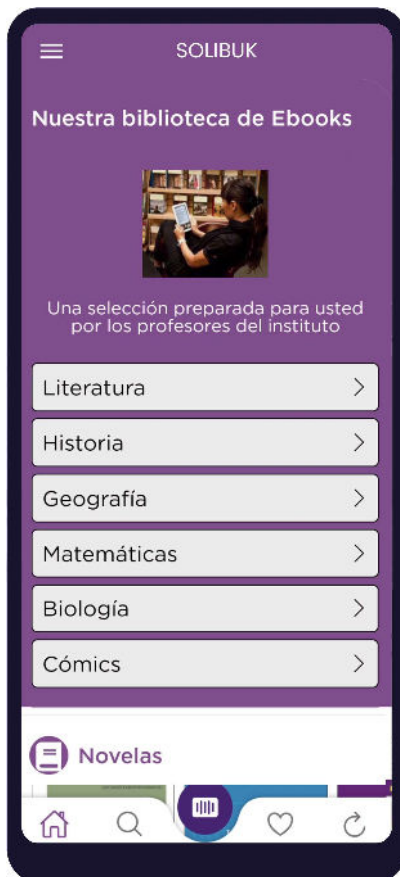 SOLIBUK
Nuestra biblioteca de Ebooks
Una selección preparada para usted
por los profesores del instituto
Literatura
Historia
Geografía
Matemáticas
Biología
Cómics
Novelas